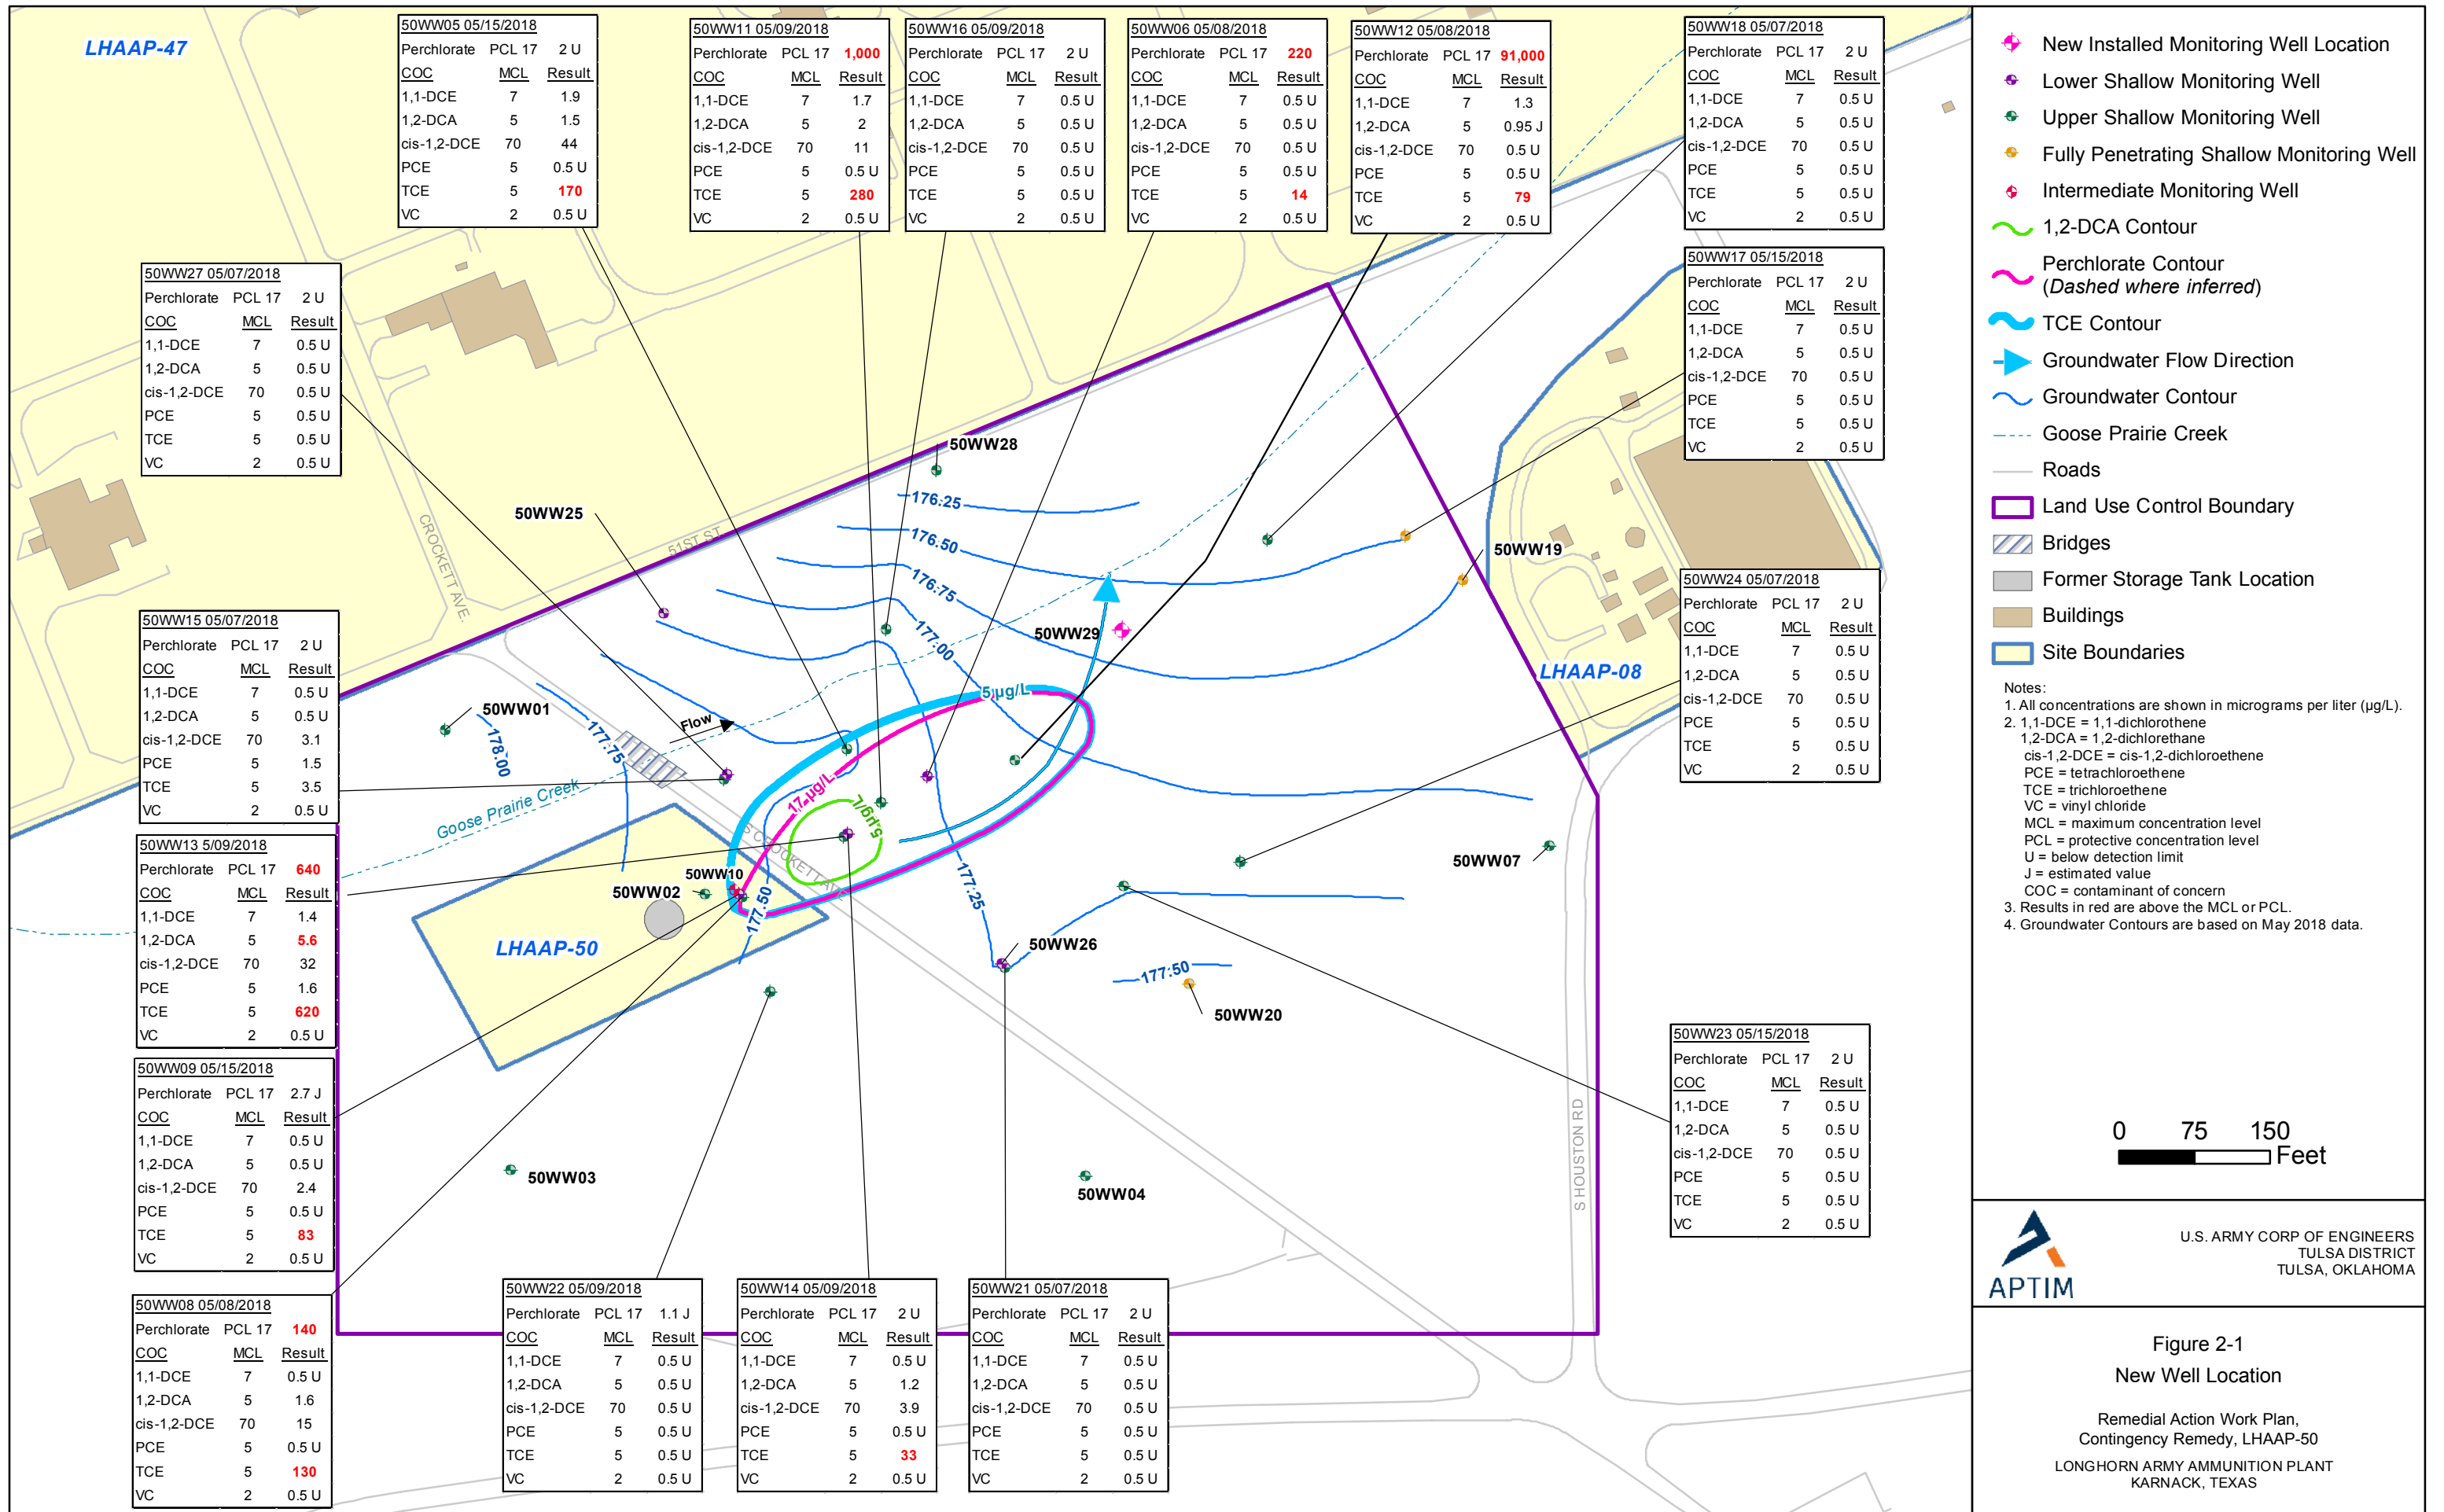 LHAAP-47
50WW05 05/15/2018
Perchlorate PCL 17 2 U
COC MCL Result
1,1-DCE 7 1.9
1,2-DCA 5 1.5
cis-1,2-DCE 70 44
PCE 5 0.5 U
TCE 5 170
VC 2 0.5 U
50WW11 05/09/2018
Perchlorate PCL 17 1,000
COC MCL Result
1,1-DCE 7 1.7
1,2-DCA 5 2
cis-1,2-DCE 70 11
PCE 5 0.5 U
TCE 5 280
VC 2 0.5 U
50WW16 05/09/2018
Perchlorate PCL 17 2 U
COC MCL Result
1,1-DCE 7 0.5 U
1,2-DCA 5 0.5 U
cis-1,2-DCE 70 0.5 U
PCE 5 0.5 U
TCE 5 0.5 U
VC 2 0.5 U
50WW06 05/08/2018
Perchlorate PCL 17 220
COC MCL Result
1,1-DCE 7 0.5 U
1,2-DCA 5 0.5 U
cis-1,2-DCE 70 0.5 U
PCE 5 0.5 U
TCE 5 14
VC 2 0.5 U
50WW12 05/08/2018
Perchlorate PCL 17 91,000
COC MCL Result
1,1-DCE 7 1.3
1,2-DCA 5 0.95 J
cis-1,2-DCE 70 0.5 U
PCE 5 0.5 U
TCE 5 79
VC 2 0.5 U
50WW18 05/07/2018
Perchlorate PCL 17 2 U
COC MCL Result
1,1-DCE 7 0.5 U
1,2-DCA 5 0.5 U
cis-1,2-DCE 70 0.5 U
PCE 5 0.5 U
TCE 5 0.5 U
VC 2 0.5 U
50WW17 05/15/2018
Perchlorate PCL 17 2 U
COC MCL Result
1,1-DCE 7 0.5 U
1,2-DCA 5 0.5 U
cis-1,2-DCE 70 0.5 U
PCE 5 0.5 U
TCE 5 0.5 U
VC 2 0.5 U
50WW27 05/07/2018
Perchlorate PCL 17 2 U
COC MCL Result
1,1-DCE 7 0.5 U
1,2-DCA 5 0.5 U
cis-1,2-DCE 70 0.5 U
PCE 5 0.5 U
TCE 5 0.5 U
VC 2 0.5 U
50WW28
176.25
50WW25
CROCKETT AVE.
51ST ST
176.50
50WW19
176.75
50WW24 05/07/2018
Perchlorate PCL 17 2 U
COC MCL Result
1,1-DCE 7 0.5 U
1,2-DCA 5 0.5 U
cis-1,2-DCE 70 0.5 U
PCE 5 0.5 U
TCE 5 0.5 U
VC 2 0.5 U
50WW15 05/07/2018
Perchlorate PCL 17 2 U
COC MCL Result
1,1-DCE 7 0.5 U
1,2-DCA 5 0.5 U
cis-1,2-DCE 70 3.1
PCE 5 1.5
TCE 5 3.5
VC 2 0.5 U
50WW29
177.00
LHAAP-08
5 µg/L
50WW01
Flow
178.00
177.75
17 µg/L
5 µg/L
Goose Prairie Creek
S CROCKETT AVE.
50WW13 5/09/2018
Perchlorate PCL 17 640
COC MCL Result
1,1-DCE 7 1.4
1,2-DCA 5 5.6
cis-1,2-DCE 70 32
PCE 5 1.6
TCE 5 620
VC 2 0.5 U
50WW10
50WW02
50WW07
177.50
177.25
LHAAP-50
50WW26
177.50
50WW20
50WW09 05/15/2018
Perchlorate PCL 17 2.7 J
COC MCL Result
1,1-DCE 7 0.5 U
1,2-DCA 5 0.5 U
cis-1,2-DCE 70 2.4
PCE 5 0.5 U
TCE 5 83
VC 2 0.5 U
50WW23 05/15/2018
Perchlorate PCL 17 2 U
COC MCL Result
1,1-DCE 7 0.5 U
1,2-DCA 5 0.5 U
cis-1,2-DCE 70 0.5 U
PCE 5 0.5 U
TCE 5 0.5 U
VC 2 0.5 U
50WW03
50WW04
S HOUSTON RD
50WW08 05/08/2018
Perchlorate PCL 17 140
COC MCL Result
1,1-DCE 7 0.5 U
1,2-DCA 5 1.6
cis-1,2-DCE 70 15
PCE 5 0.5 U
TCE 5 130
VC 2 0.5 U
50WW22 05/09/2018
Perchlorate PCL 17 1.1 J
COC MCL Result
1,1-DCE 7 0.5 U
1,2-DCA 5 0.5 U
cis-1,2-DCE 70 0.5 U
PCE 5 0.5 U
TCE 5 0.5 U
VC 2 0.5 U
50WW14 05/09/2018
Perchlorate PCL 17 2 U
COC MCL Result
1,1-DCE 7 0.5 U
1,2-DCA 5 1.2
cis-1,2-DCE 70 3.9
PCE 5 0.5 U
TCE 5 33
VC 2 0.5 U
50WW21 05/07/2018
Perchlorate PCL 17 2 U
COC MCL Result
1,1-DCE 7 0.5 U
1,2-DCA 5 0.5 U
cis-1,2-DCE 70 0.5 U
PCE 5 0.5 U
TCE 5 0.5 U
VC 2 0.5 U
New Installed Monitoring Well Location
Lower Shallow Monitoring Well
Upper Shallow Monitoring Well
Fully Penetrating Shallow Monitoring Well
Intermediate Monitoring Well
1,2-DCA Contour
Perchlorate Contour
(Dashed where inferred)
TCE Contour
Groundwater Flow Direction
Groundwater Contour
Goose Prairie Creek
Roads
Land Use Control Boundary
Bridges
Former Storage Tank Location
Buildings
Site Boundaries
Notes:
1. All concentrations are shown in micrograms per liter (µg/L).
2. 1,1-DCE = 1,1-dichlorothene
1,2-DCA = 1,2-dichlorethane
cis-1,2-DCE = cis-1,2-dichloroethene
PCE = tetrachloroethene
TCE = trichloroethene
VC = vinyl chloride
MCL = maximum concentration level
PCL = protective concentration level
U = below detection limit
J = estimated value
COC = contaminant of concern
3. Results in red are above the MCL or PCL.
4. Groundwater Contours are based on May 2018 data.
0 75 150
Feet
APTIM
U.S. ARMY CORP OF ENGINEERS
TULSA DISTRICT
TULSA, OKLAHOMA
Figure 2-1
New Well Location
Remedial Action Work Plan,
Contingency Remedy, LHAAP-50
LONGHORN ARMY AMMUNITION PLANT
KARNACK, TEXAS